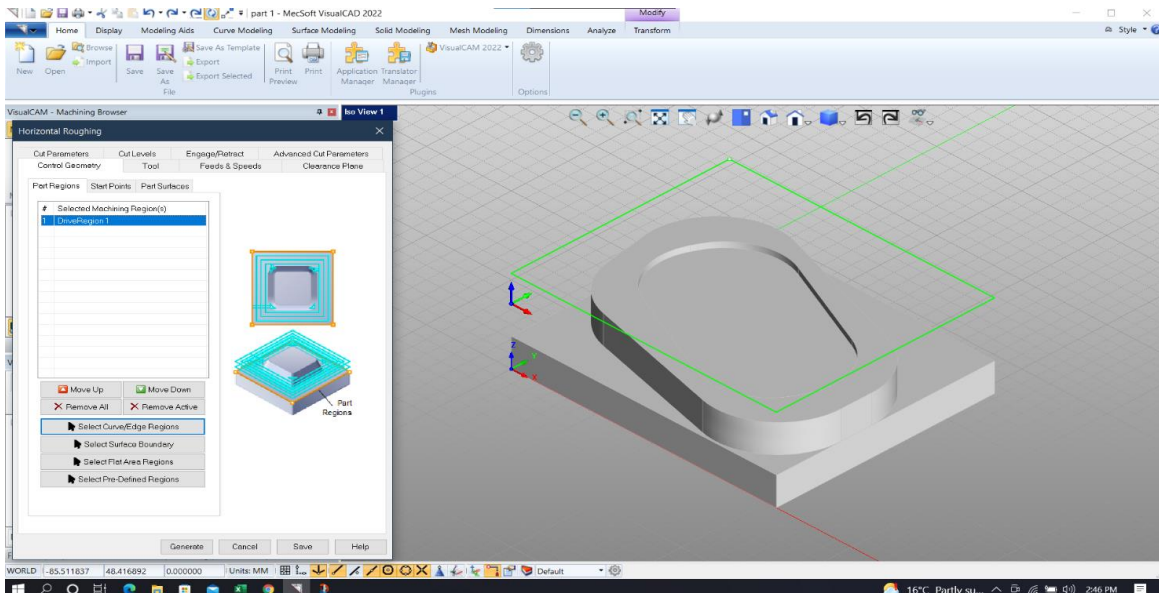 part 1 - MecSoft VisualCAD 2022
Modify
Home Display Modeling Aids Curve Modeling Surface Modeling Solid Modeling Mesh Modeling Dimensions Analyze Transform
Style
New
Open
Browse
Import
Save
Save As
Save As Template
Export
Export Selected
File
Print Preview
Print
Application Manager
Translator Manager
VisualCAM 2022
Plugins
Options
VisualCAM - Machining Browser
Iso View 1
Horizontal Roughing
Cut Parameters Cut Levels Engage/Retract Advanced Cut Parameters
Control Geometry Tool Feeds & Speeds Clearance Plane
Part Regions Start Points Part Surfaces
# Selected Machining Region(s)
1 DriveRegion 1
Move Up Move Down
Remove All Remove Active
Select Curve/Edge Regions
Select Surface Boundary
Select Flat Area Regions
Select Pre-Defined Regions
Part
Regions
Z
Y
X
Generate Cancel Save Help
WORLD -85.511837 48.416892 0.000000 Units: MM Default
16°C Partly su... 2:46 PM